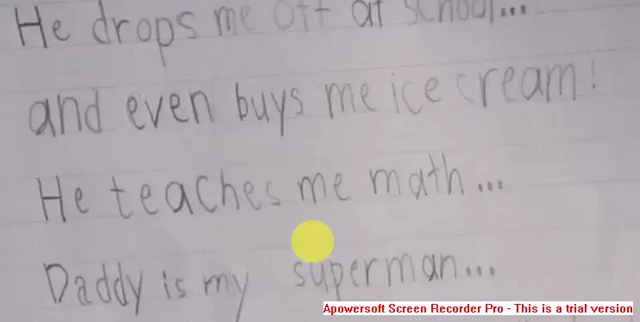 He drops me off at school...
and even buys me ice cream!
He teaches me math...
Daddy is my superman...
Apowersoft Screen Recorder Pro - This is a trial version